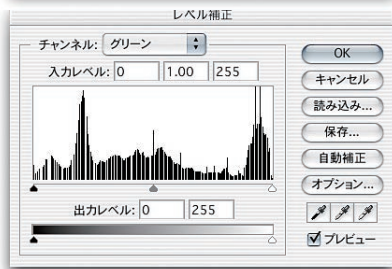 レベル補正
チャンネル: グリーン
入力レベル: 0 1.00 255
出力レベル: 0 255
OK
キャンセル
読み込み...
保存...
自動補正
オプション...
プレビュー